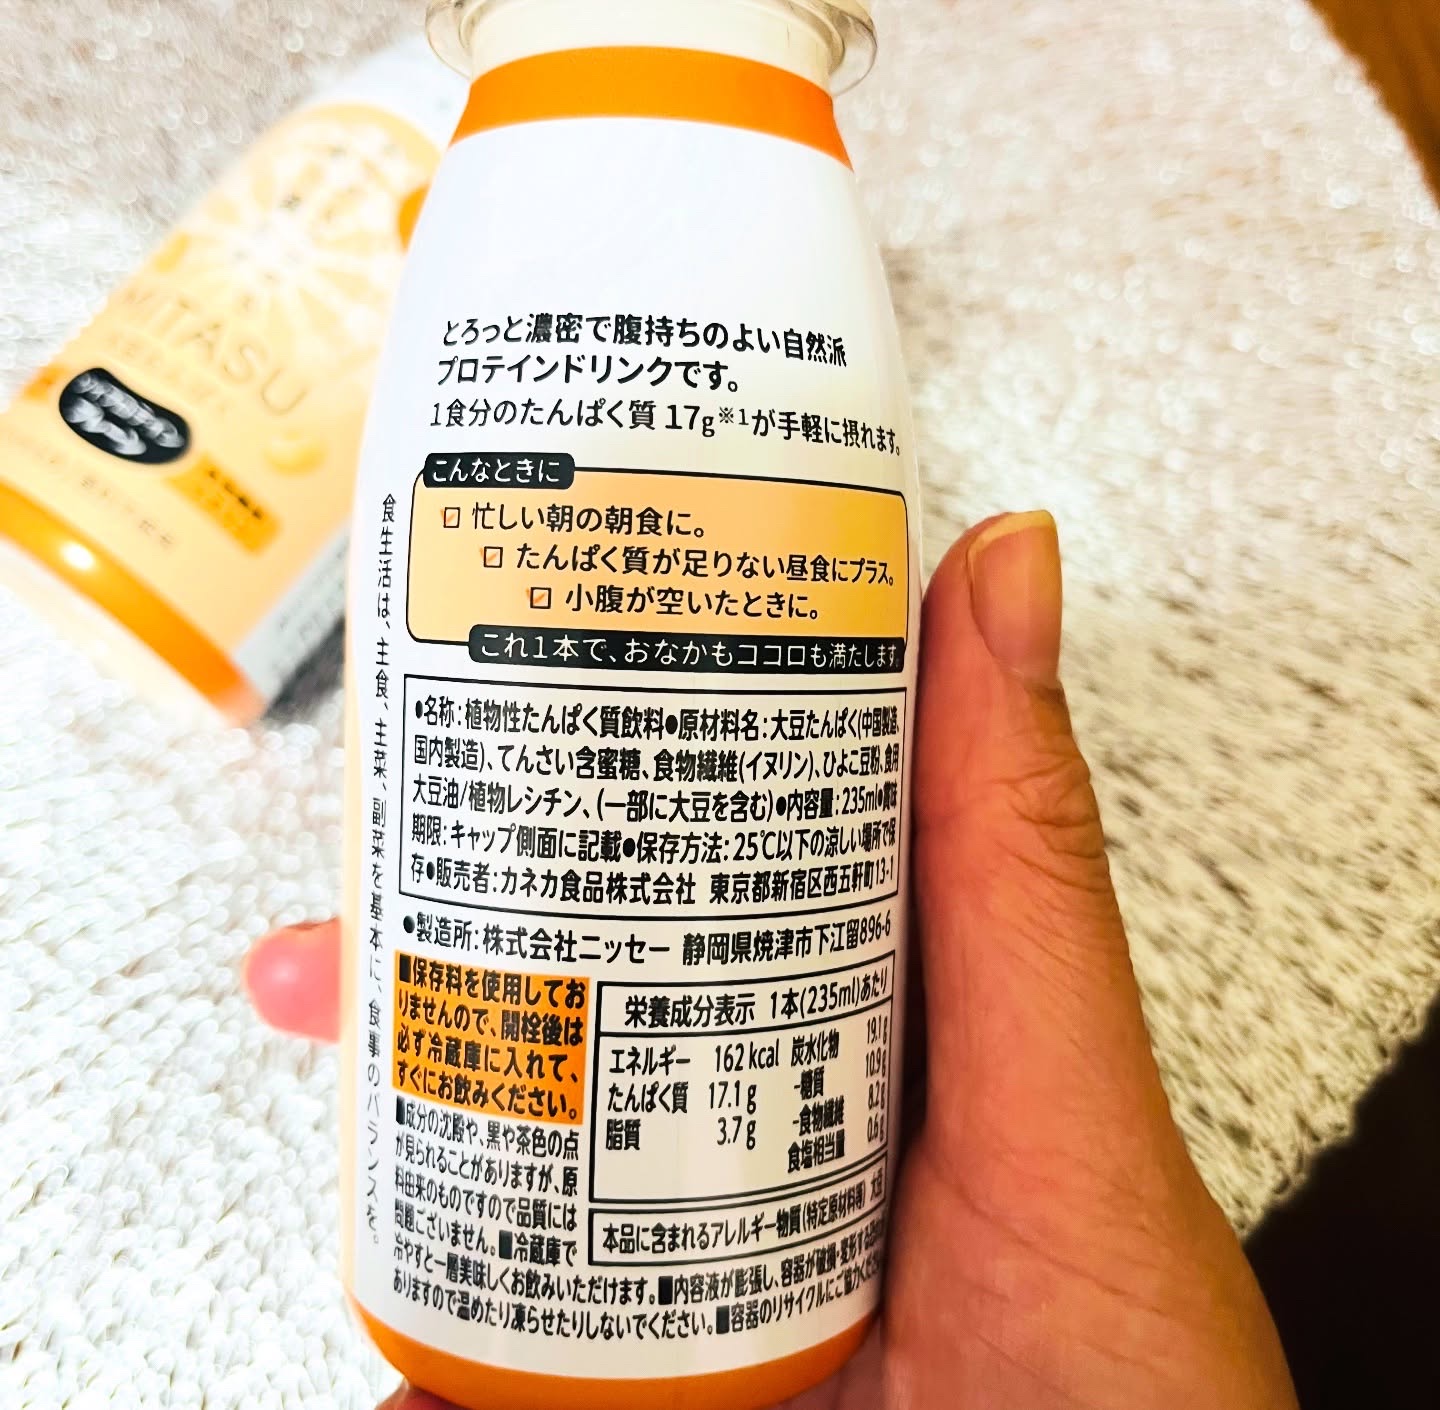 とろっと濃密で腹持ちのよい自然派
プロテインドリンクです。
1食分のたんぱく質 17g※1が手軽に摂れます。
こんなときに
忙しい朝の朝食に。
たんぱく質が足りない昼食にプラス。
小腹が空いたときに。
これ1本で、おなかもココロも満たします。
食生活は、主食、主菜、副菜を基本に、食事のバランスを。
●名称:植物性たんぱく質飲料●原材料名:大豆たんぱく(中国製造、
国内製造)、てんさい含蜜糖、食物繊維(イヌリン)、ひよこ豆粉、食用
大豆油/植物レシチン、(一部に大豆を含む)●内容量:235ml●賞味
期限:キャップ側面に記載●保存方法:25℃以下の涼しい場所で保
存●販売者:カネカ食品株式会社 東京都新宿区西五軒町13-1
●製造所:株式会社ニッセー 静岡県焼津市下江留896-6
■保存料を使用してお
りませんので、開栓後は
必ず冷蔵庫に入れて、
すぐにお飲みください。
栄養成分表示 1本(235ml)あたり
エネルギー 162kcal 炭水化物 19.1g
たんぱく質 17.1g -糖質 10.9g
脂質 3.7g -食物繊維 8.2g
食塩相当量 0.6g
本品に含まれるアレルギー物質(特定原材料等) 大豆
■成分の沈殿や、黒や茶色の点
が見られることがありますが、原
料由来のものですので品質には
問題ございません。■冷蔵庫で
冷やすと一層美味しくお飲みいただけます。■内容液が膨張し、容器が破損・変形する
ありますので温めたり凍らせたりしないでください。■容器のリサイクルにご協力ください
WITASU